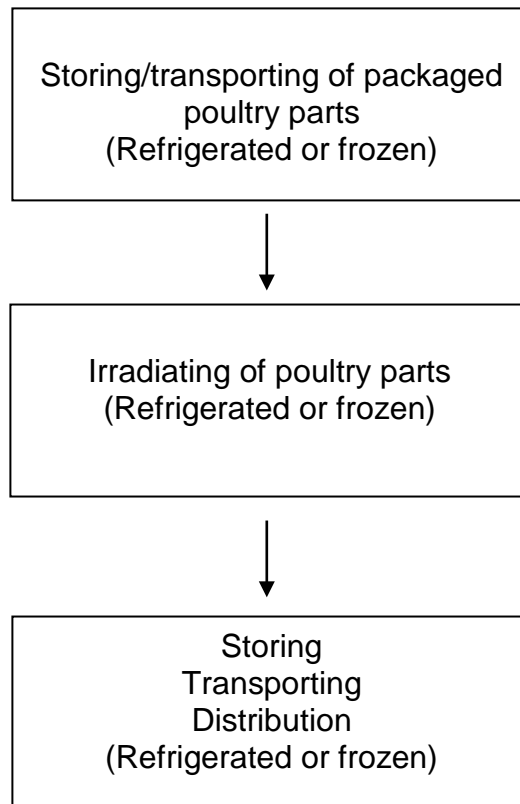 Storing/transporting of packaged
poultry parts
(Refrigerated or frozen)
Irradiating of poultry parts
(Refrigerated or frozen)
Storing
Transporting
Distribution
(Refrigerated or frozen)